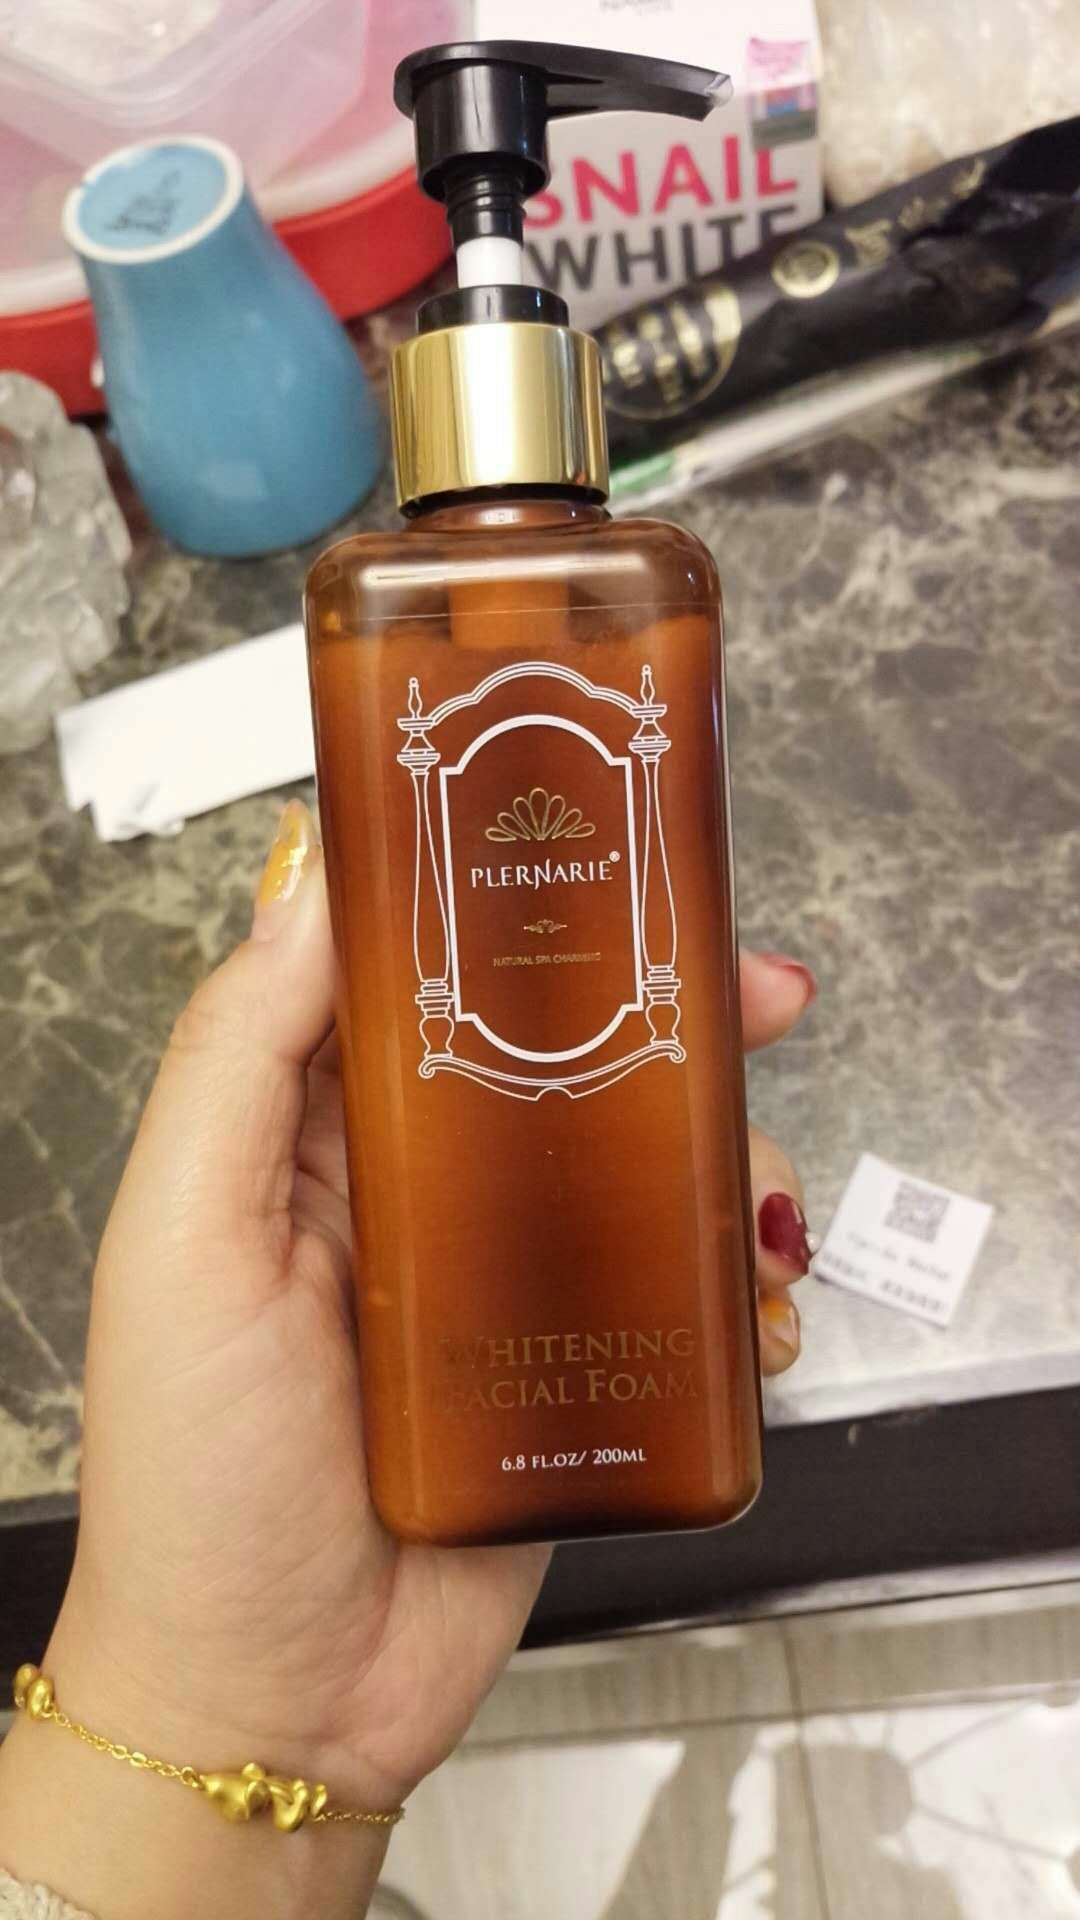 SNAIL
WHITE
PLERNARIE®
NATURAL SPA CHARMING
WHITENING
FACIAL FOAM
6.8 FL.OZ/ 200ML